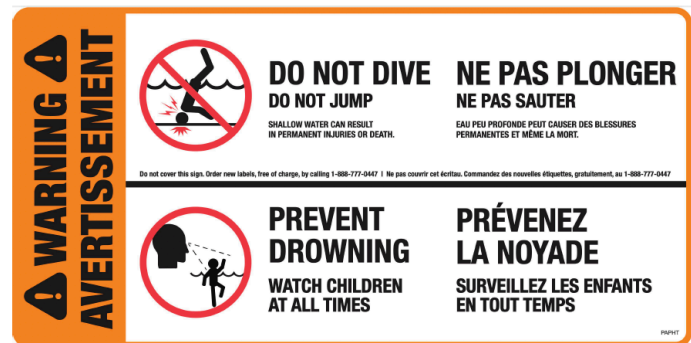 WARNING
AVERTISSEMENT
DO NOT DIVE
DO NOT JUMP
SHALLOW WATER CAN RESULT
IN PERMANENT INJURIES OR DEATH.
NE PAS PLONGER
NE PAS SAUTER
EAU PEU PROFONDE PEUT CAUSER DES BLESSURES
PERMANENTES ET MÊME LA MORT.
Do not cover this sign. Order new labels, free of charge, by calling 1-888-777-0447 | Ne pas couvrir cet écritau. Commandez des nouvelles étiquettes, gratuitement, au 1-888-777-0447
PREVENT
DROWNING
WATCH CHILDREN
AT ALL TIMES
PRÉVENEZ
LA NOYADE
SURVEILLEZ LES ENFANTS
EN TOUT TEMPS
PAPHT